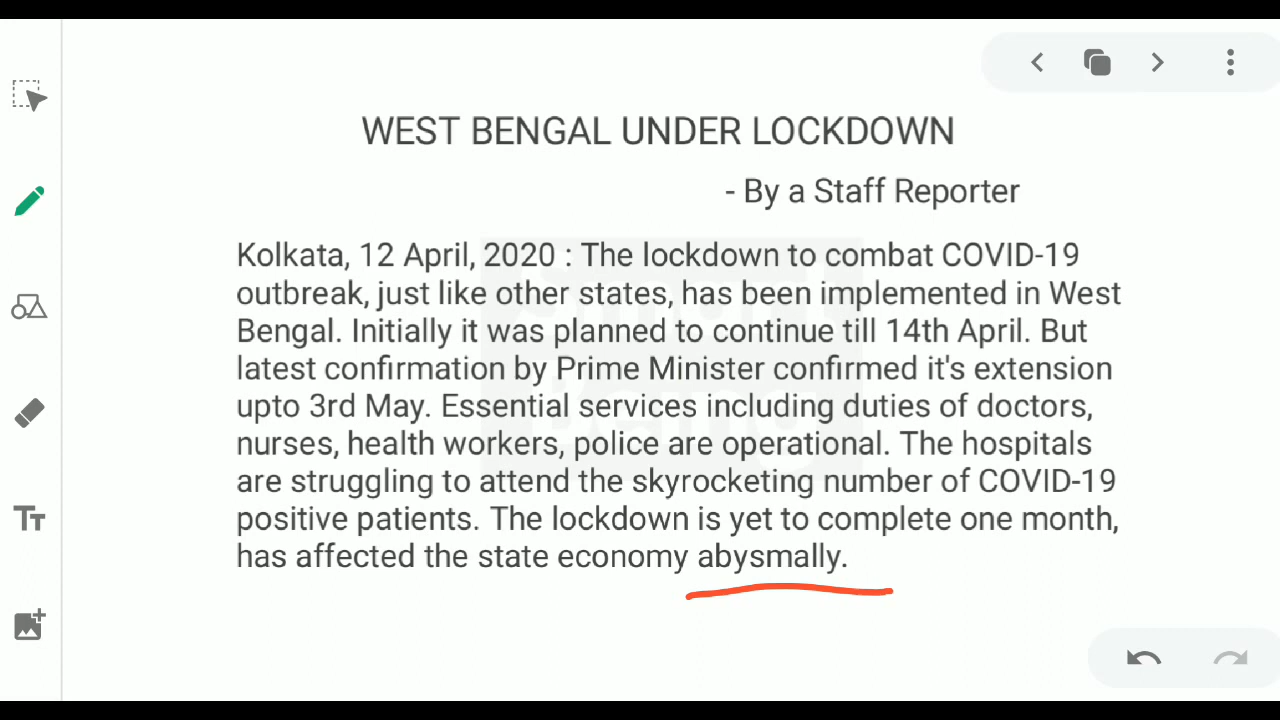 WEST BENGAL UNDER LOCKDOWN
- By a Staff Reporter
Kolkata, 12 April, 2020 : The lockdown to combat COVID-19
outbreak, just like other states, has been implemented in West
Bengal. Initially it was planned to continue till 14th April. But
latest confirmation by Prime Minister confirmed it's extension
upto 3rd May. Essential services including duties of doctors,
nurses, health workers, police are operational. The hospitals
are struggling to attend the skyrocketing number of COVID-19
positive patients. The lockdown is yet to complete one month,
has affected the state economy abysmally.